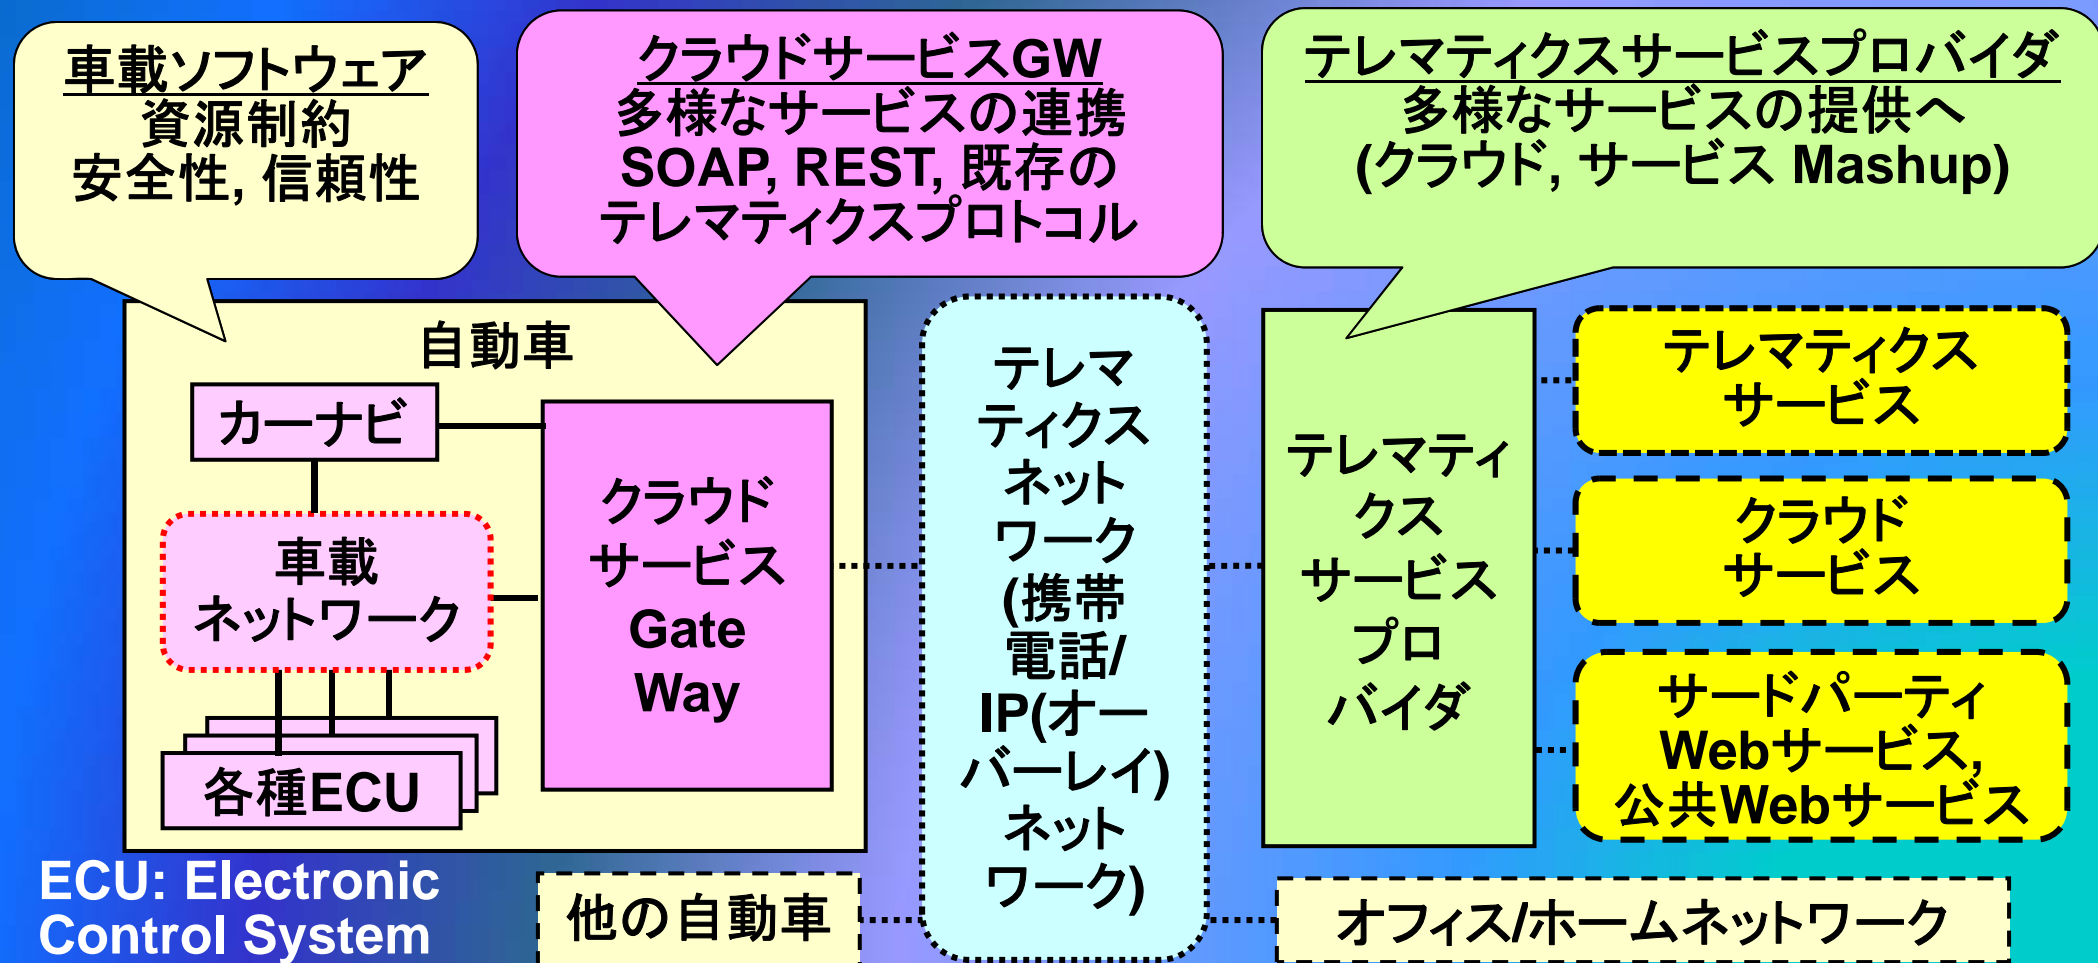 車載ソフトウェア
資源制約
安全性, 信頼性
クラウドサービスGW
多様なサービスの連携
SOAP, REST, 既存の
テレマティクスプロトコル
テレマティクスサービスプロバイダ
多様なサービスの提供へ
(クラウド, サービス Mashup)
自動車
カーナビ
車載
ネットワーク
各種ECU
クラウド
サービス
Gate
Way
テレマ
ティクス
ネット
ワーク
(携帯
電話/
IP(オー
バーレイ)
ネット
ワーク)
テレマティ
クス
サービス
プロ
バイダ
テレマティクス
サービス
クラウド
サービス
サードパーティ
Webサービス,
公共Webサービス
ECU: Electronic
Control System
他の自動車
オフィス/ホームネットワーク